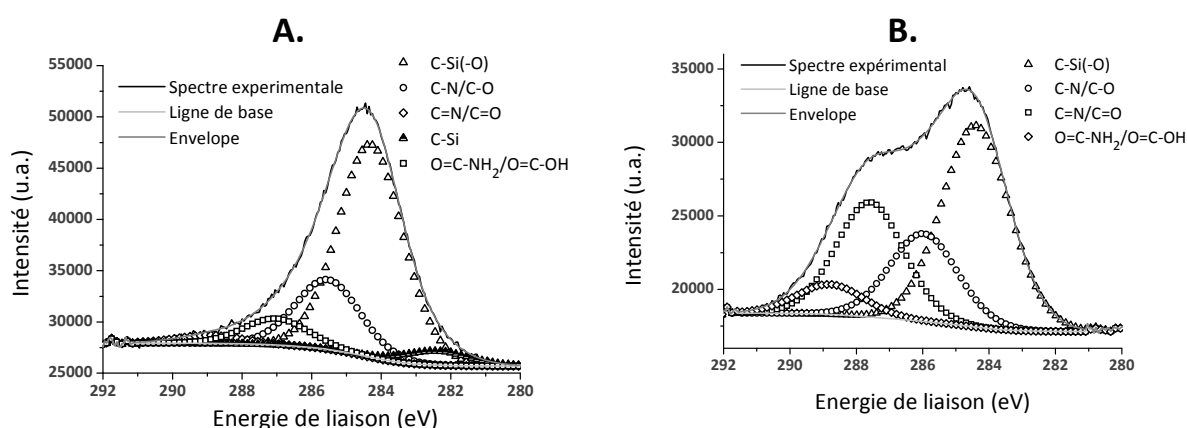 A.
55000
50000
45000
40000
35000
30000
25000
Intensité (u.a.)
Spectre experimentale
Ligne de base
Envelope
C-Si(-O)
C-N/C-O
C=N/C=O
C-Si
O=C-NH2/O=C-OH
292 290 288 286 284 282 280
Energie de liaison (eV)
B.
35000
30000
25000
20000
Intensité (u.a.)
Spectre expérimental
Ligne de base
Envelope
C-Si(-O)
C-N/C-O
C=N/C=O
O=C-NH2/O=C-OH
292 290 288 286 284 282 280
Energie de liaison (eV)